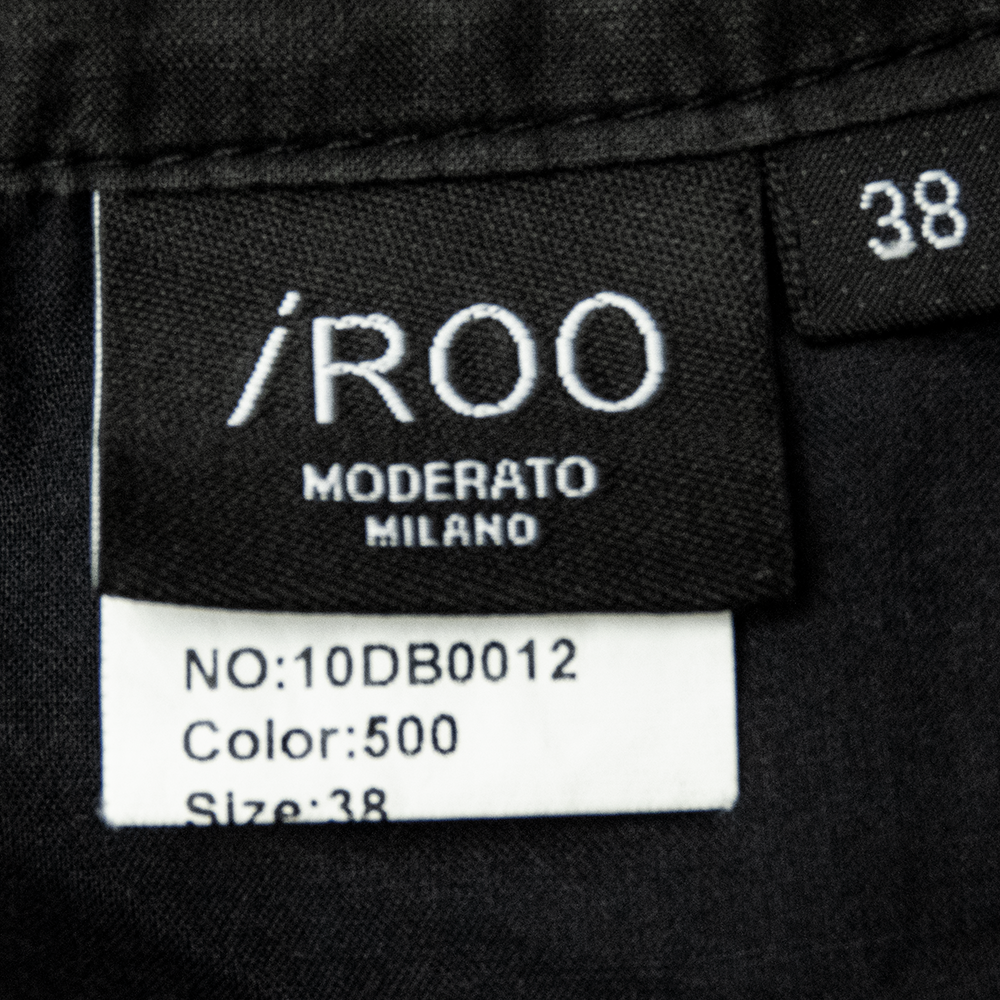 38
iROO
MODERATO
MILANO
NO:10DB0012
Color:500
Size:38